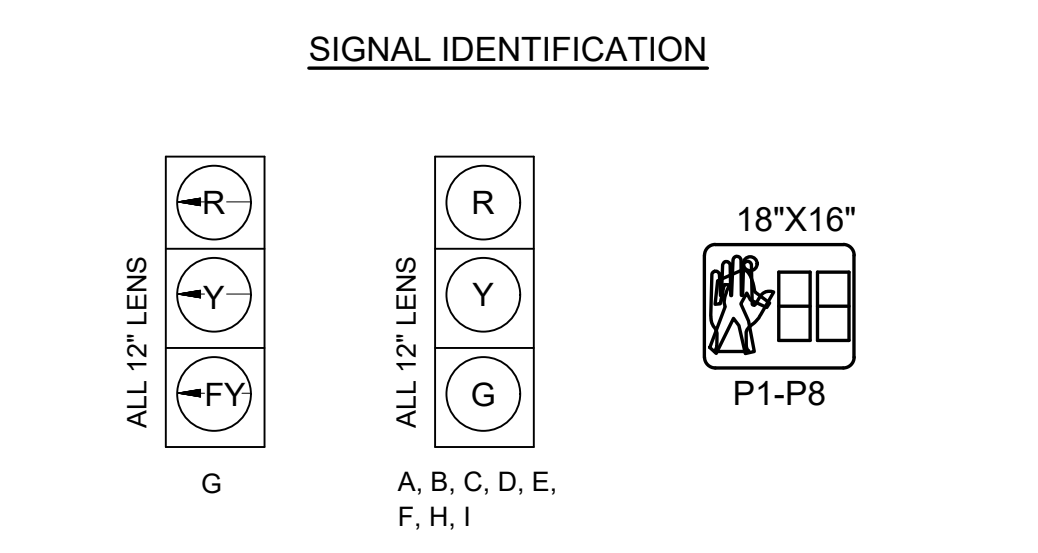 SIGNAL IDENTIFICATION
ALL 12" LENS
R
Y
FY
G
ALL 12" LENS
R
Y
G
A, B, C, D, E,
F, H, I
18"X16"
P1-P8